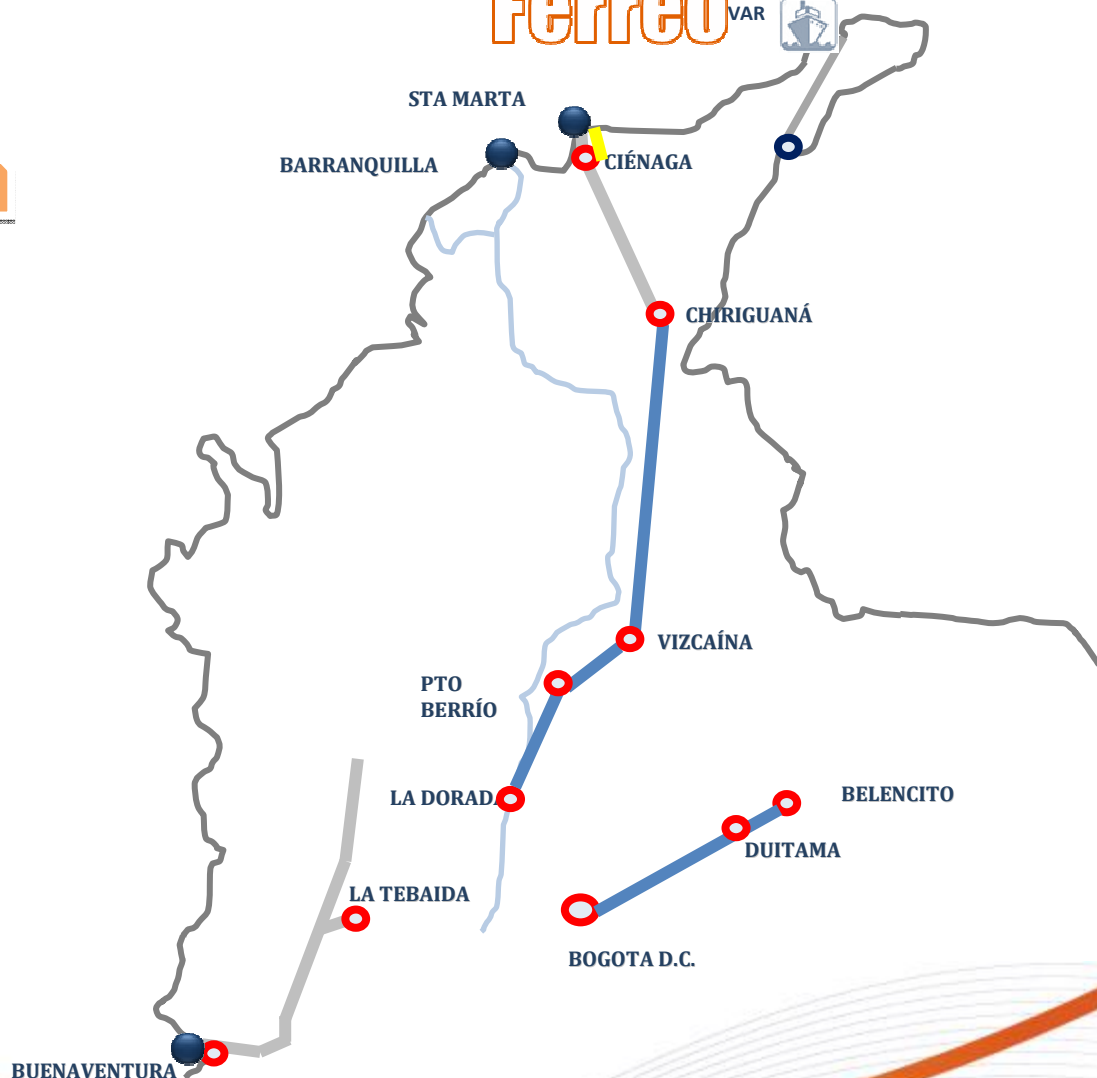 Ferreo
VAR
STA MARTA
BARRANQUILLA
CIÉNAGA
CHIRIGUANÁ
VIZCAÍNA
PTO
BERRÍO
LA DORADA
BELENCITO
DUITAMA
LA TEBAIDA
BOGOTA D.C.
BUENAVENTURA